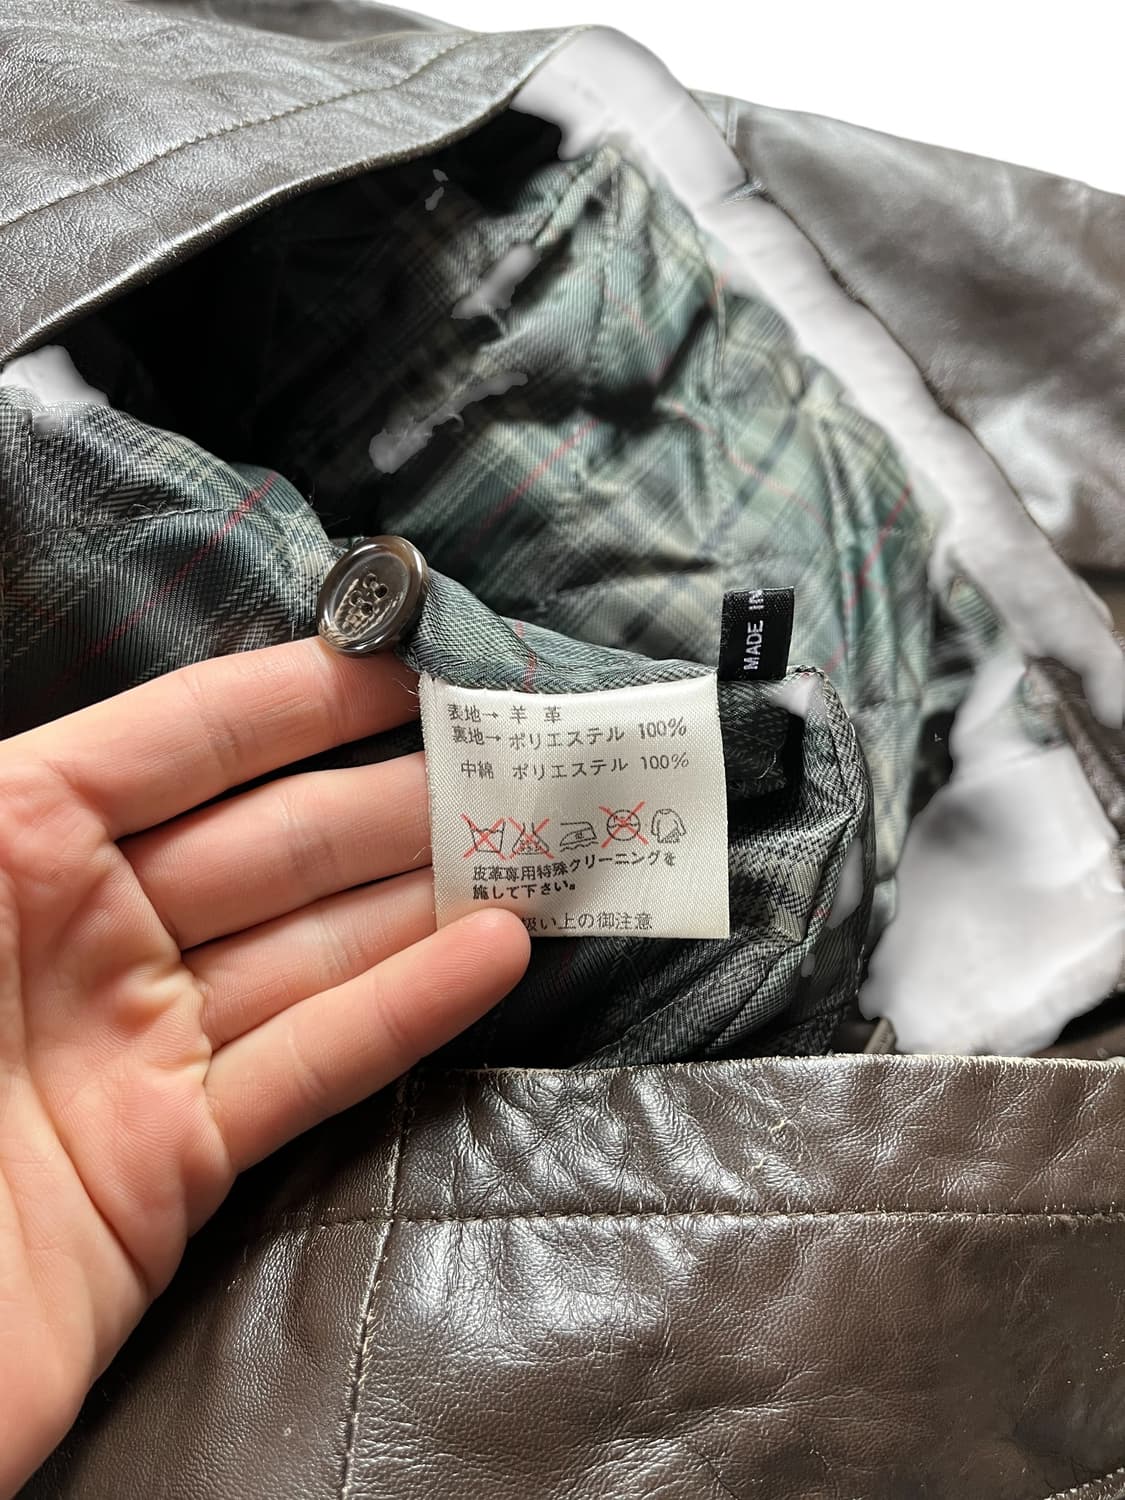 MADE IN
表地→ 羊 革
裏地→ ポリエステル 100%
中綿 ポリエステル 100%
皮革専用特殊クリーニングを
施して下さい。
扱い上の御注意